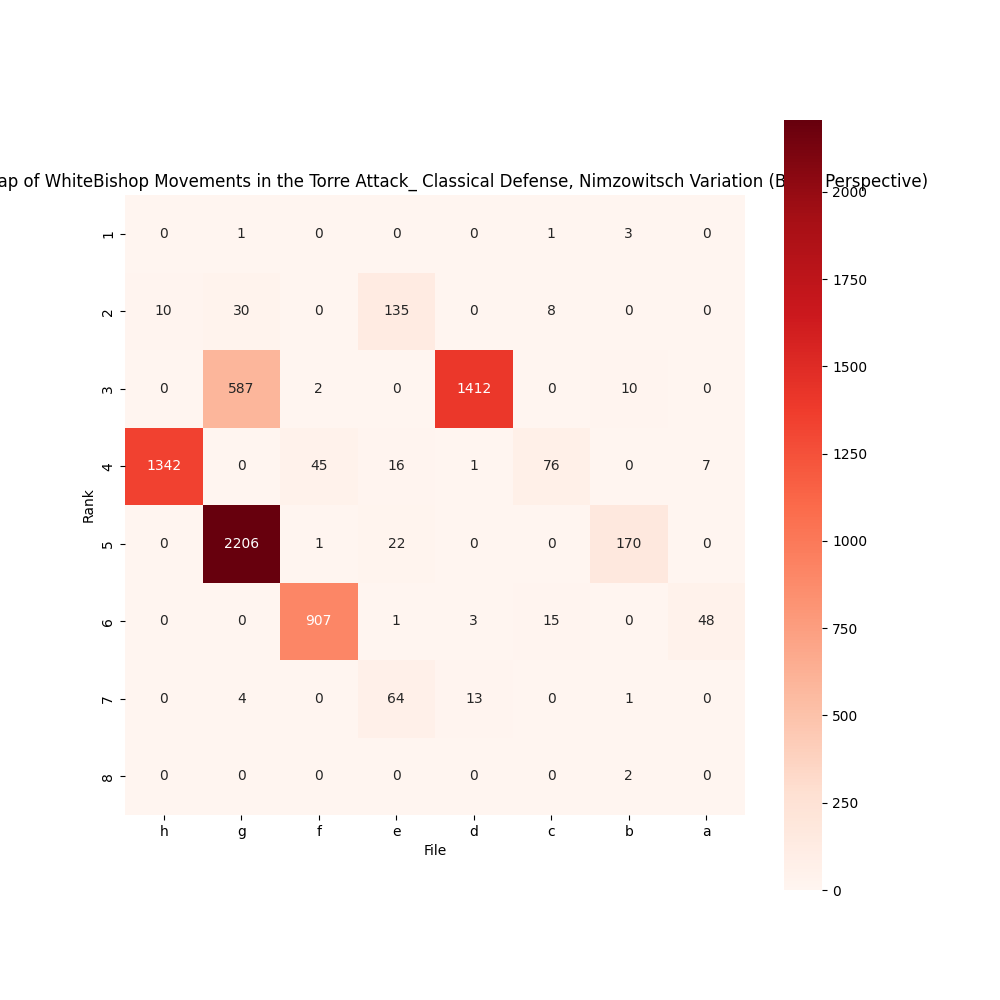 ap of WhiteBishop Movements in the Torre Attack_ Classical Defense, Nimzowitsch Variation (B Perspective)
1 0 1 0 0 0 1 3 0
2 10 30 0 135 0 8 0 0
3 0 587 2 0 1412 0 10 0
4 1342 0 45 16 1 76 0 7
5 0 2206 1 22 0 0 170 0
6 0 0 907 1 3 15 0 48
7 0 4 0 64 13 0 1 0
8 0 0 0 0 0 0 2 0
h g f e d c b a
File
Rank
2000
1750
1500
1250
1000
750
500
250
0